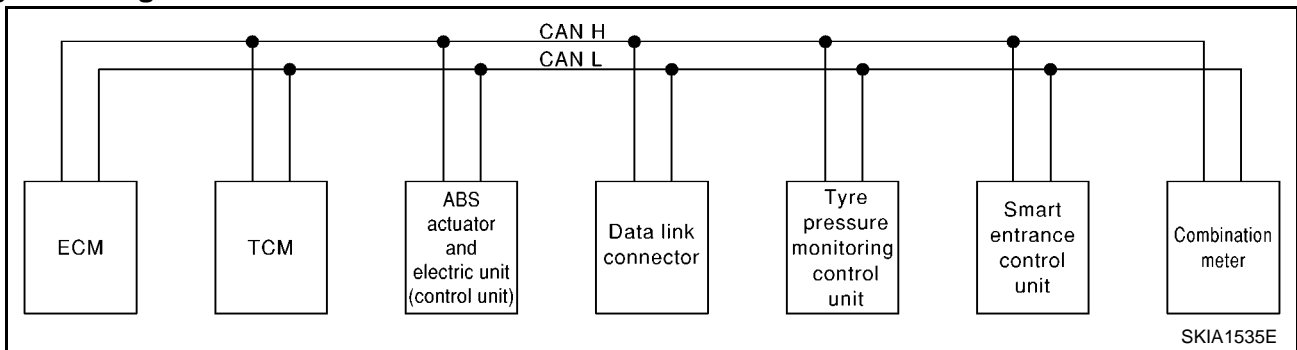 CAN H
CAN L
ECM
TCM
ABS
actuator
and
electric unit
(control unit)
Data link
connector
Tyre
pressure
monitoring
control
unit
Smart
entrance
control
unit
Combination
meter
SKIA1535E